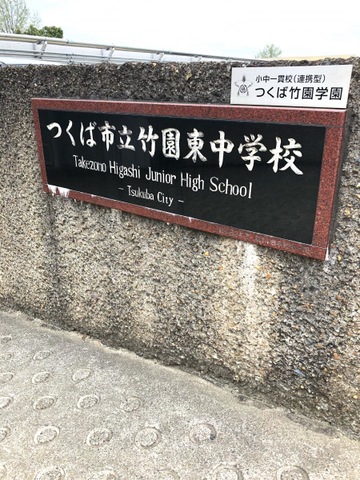 小中一貫校(連携型)
つくば竹園学園
つくば市立竹園東中学校
Takezono Higashi Junior High School
- Tsukuba City -